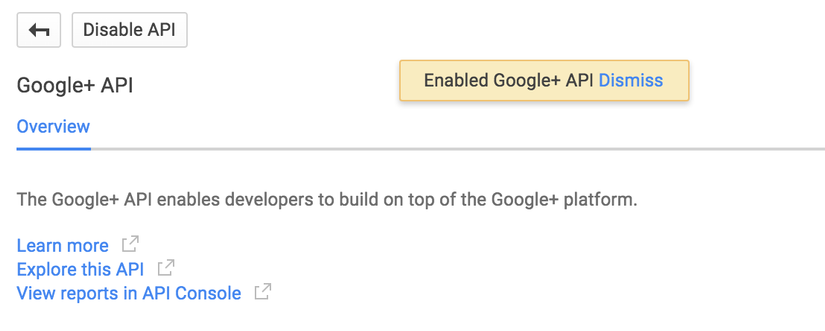 Disable API
Google+ API
Enabled Google+ API Dismiss
Overview
The Google+ API enables developers to build on top of the Google+ platform.
Learn more
Explore this API
View reports in API Console